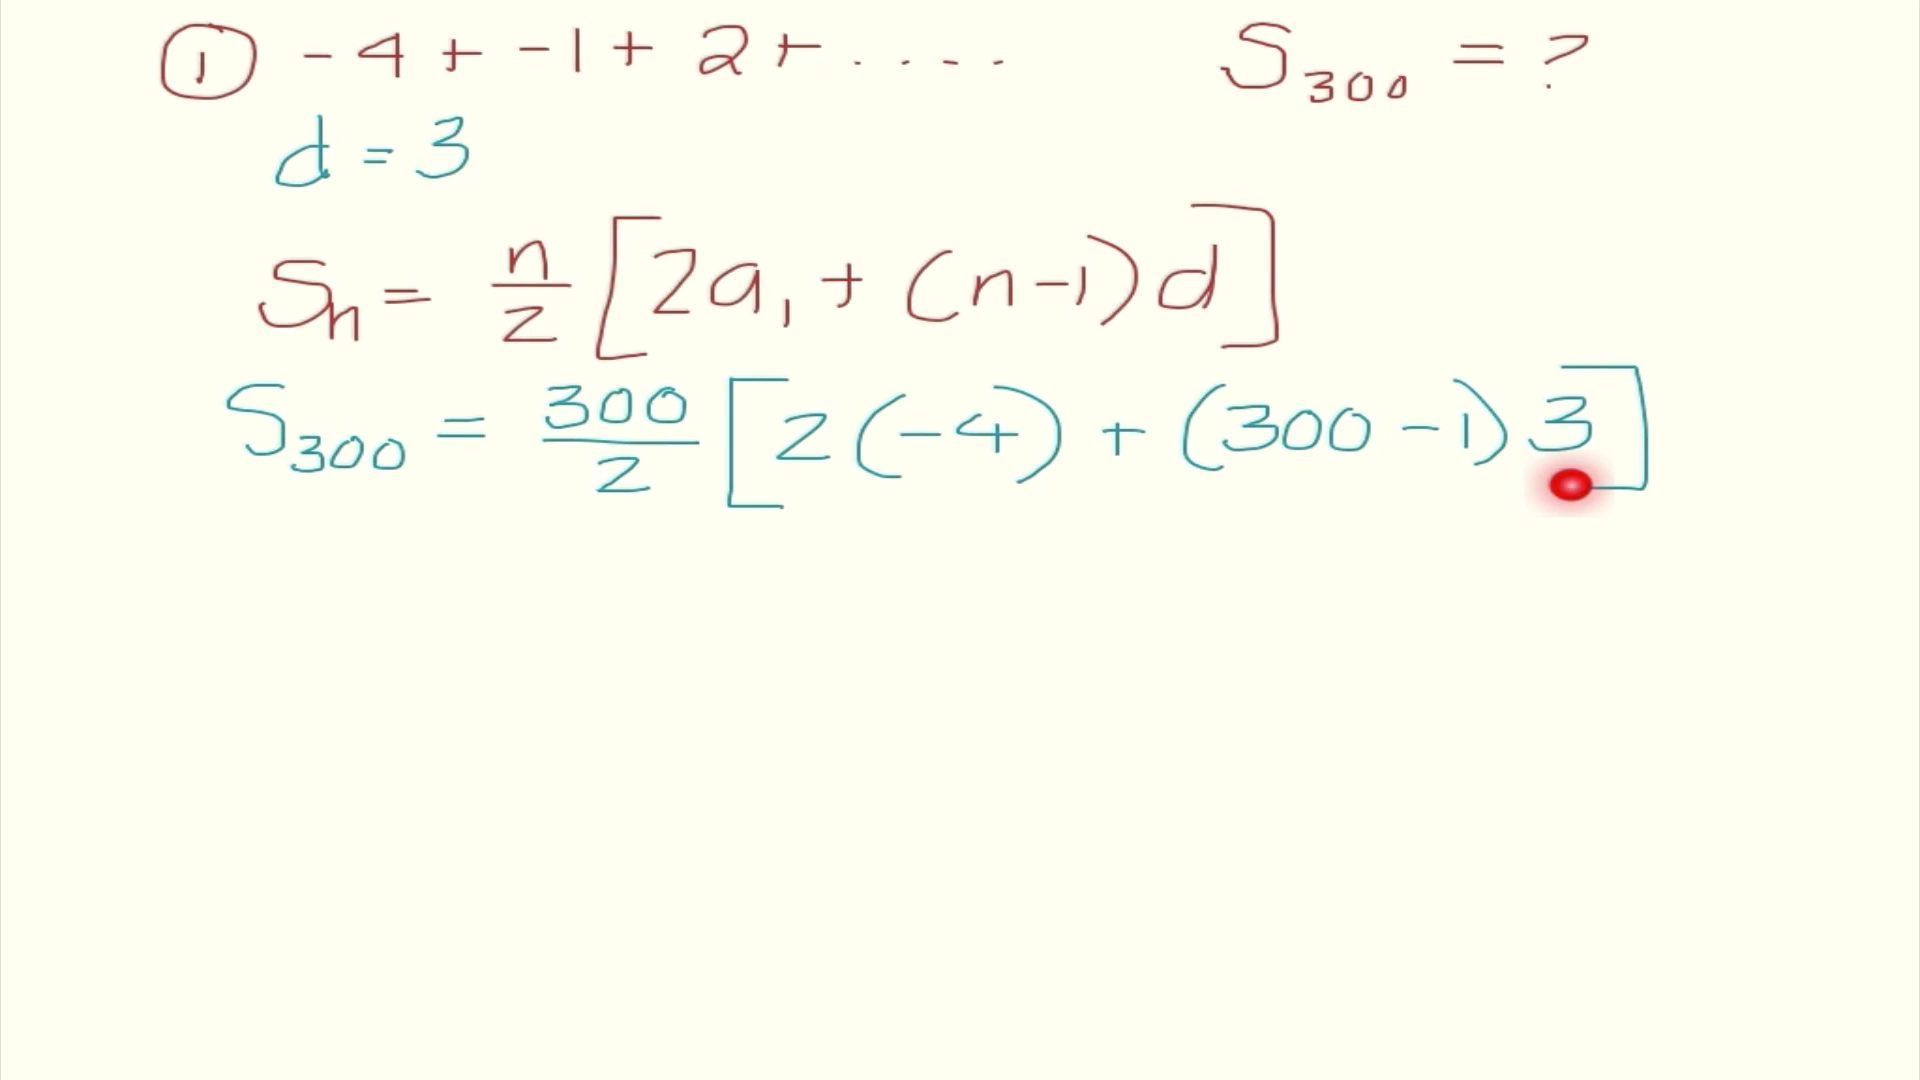 ① -4 + -1 + 2 + .... S₃₀₀ = ?
d = 3
Sₙ = n/2 [2a₁ + (n-1)d]
S₃₀₀ = 300/2 [2(-4) + (300-1)3]